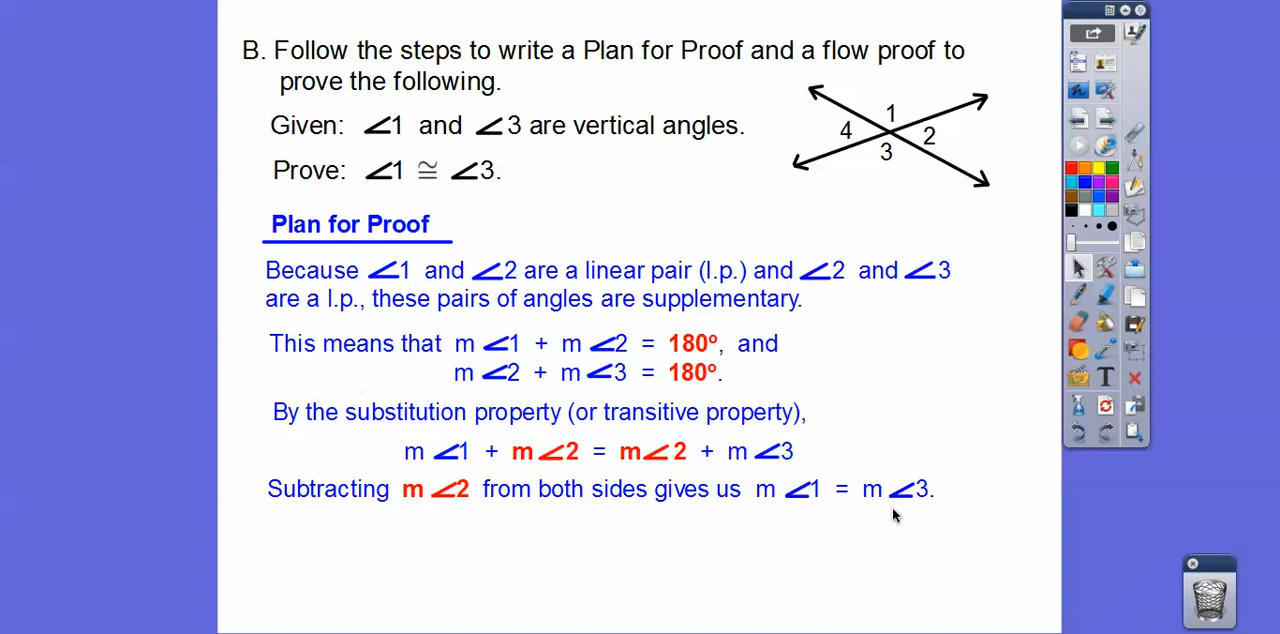 B. Follow the steps to write a Plan for Proof and a flow proof to
prove the following.
Given: ∠1 and ∠3 are vertical angles.
Prove: ∠1 ≅ ∠3.
1
4
2
3
Plan for Proof
Because ∠1 and ∠2 are a linear pair (l.p.) and ∠2 and ∠3
are a l.p., these pairs of angles are supplementary.
This means that m ∠1 + m ∠2 = 180º, and
m ∠2 + m ∠3 = 180º.
By the substitution property (or transitive property),
m ∠1 + m ∠2 = m ∠2 + m ∠3
Subtracting m ∠2 from both sides gives us m ∠1 = m ∠3.
T